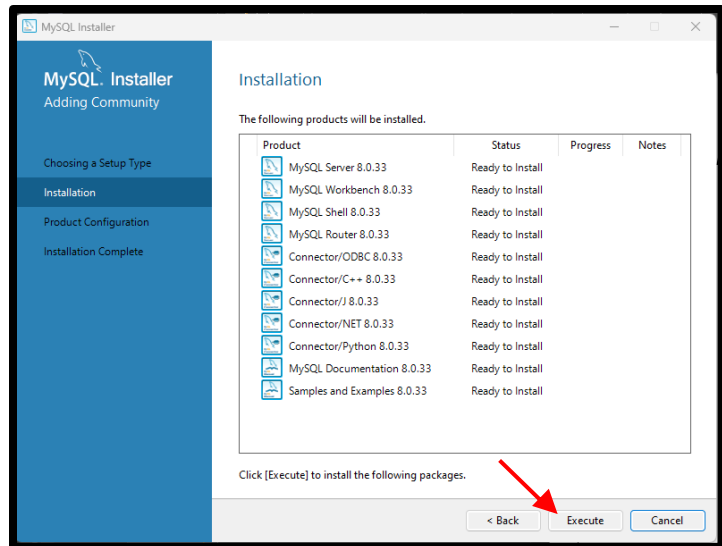 MySQL Installer
MySQL. Installer
Adding Community
Choosing a Setup Type
Installation
Product Configuration
Installation Complete
Installation
The following products will be installed.
Product Status Progress Notes
MySQL Server 8.0.33 Ready to Install
MySQL Workbench 8.0.33 Ready to Install
MySQL Shell 8.0.33 Ready to Install
MySQL Router 8.0.33 Ready to Install
Connector/ODBC 8.0.33 Ready to Install
Connector/C++ 8.0.33 Ready to Install
Connector/J 8.0.33 Ready to Install
Connector/NET 8.0.33 Ready to Install
Connector/Python 8.0.33 Ready to Install
MySQL Documentation 8.0.33 Ready to Install
Samples and Examples 8.0.33 Ready to Install
Click [Execute] to install the following packages.
< Back Execute Cancel